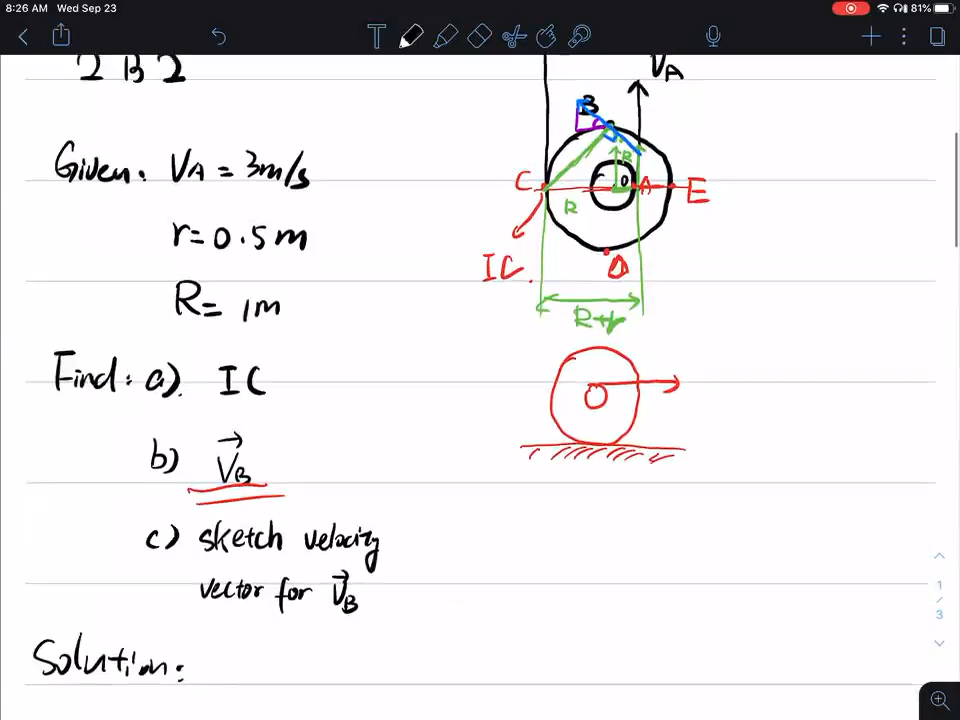 8:26 AM Wed Sep 23
81%
2 B 2
VA
B
Given: VA = 3m/s
R
C
O
A
E
R
r = 0.5m
IC.
D
R = 1m
R+r
Find: a). IC
b) VB
c) sketch velocity
vector for VB
1
/
3
Solution: